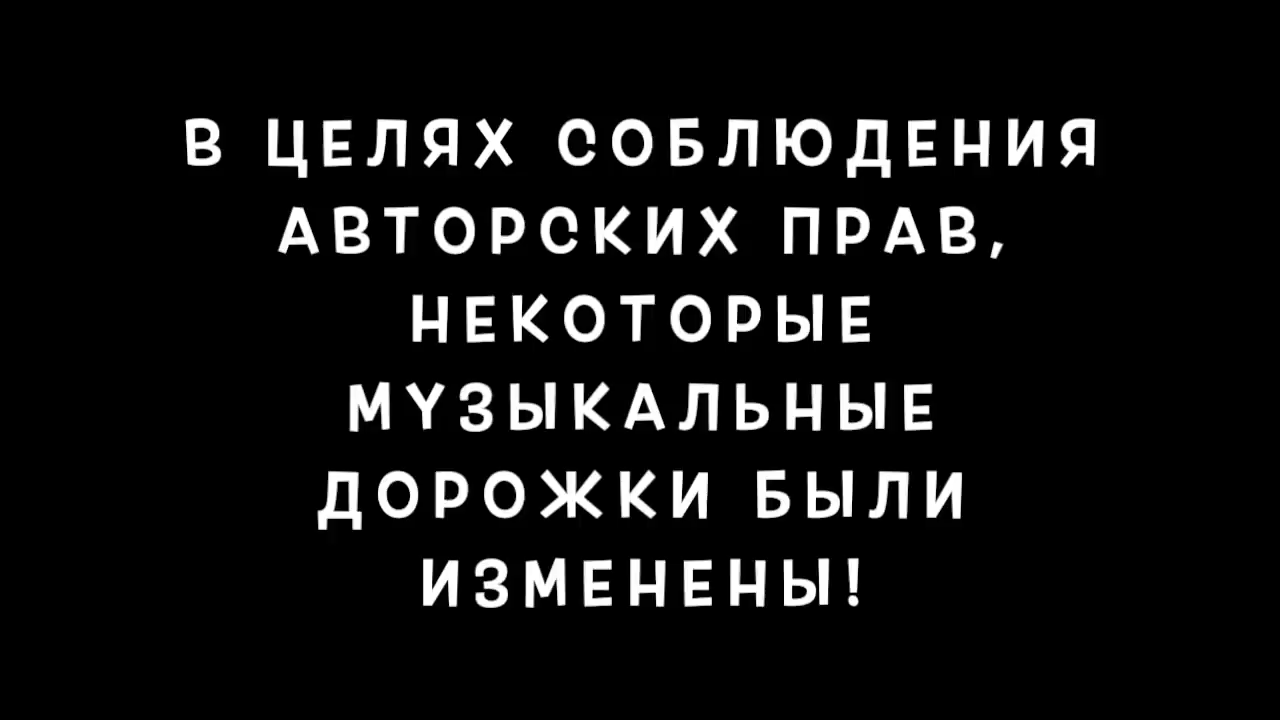 В ЦЕЛЯХ СОБЛЮДЕНИЯ
АВТОРСКИХ ПРАВ,
НЕКОТОРЫЕ
МУЗЫКАЛЬНЫЕ
ДОРОЖКИ БЫЛИ
ИЗМЕНЕНЫ!